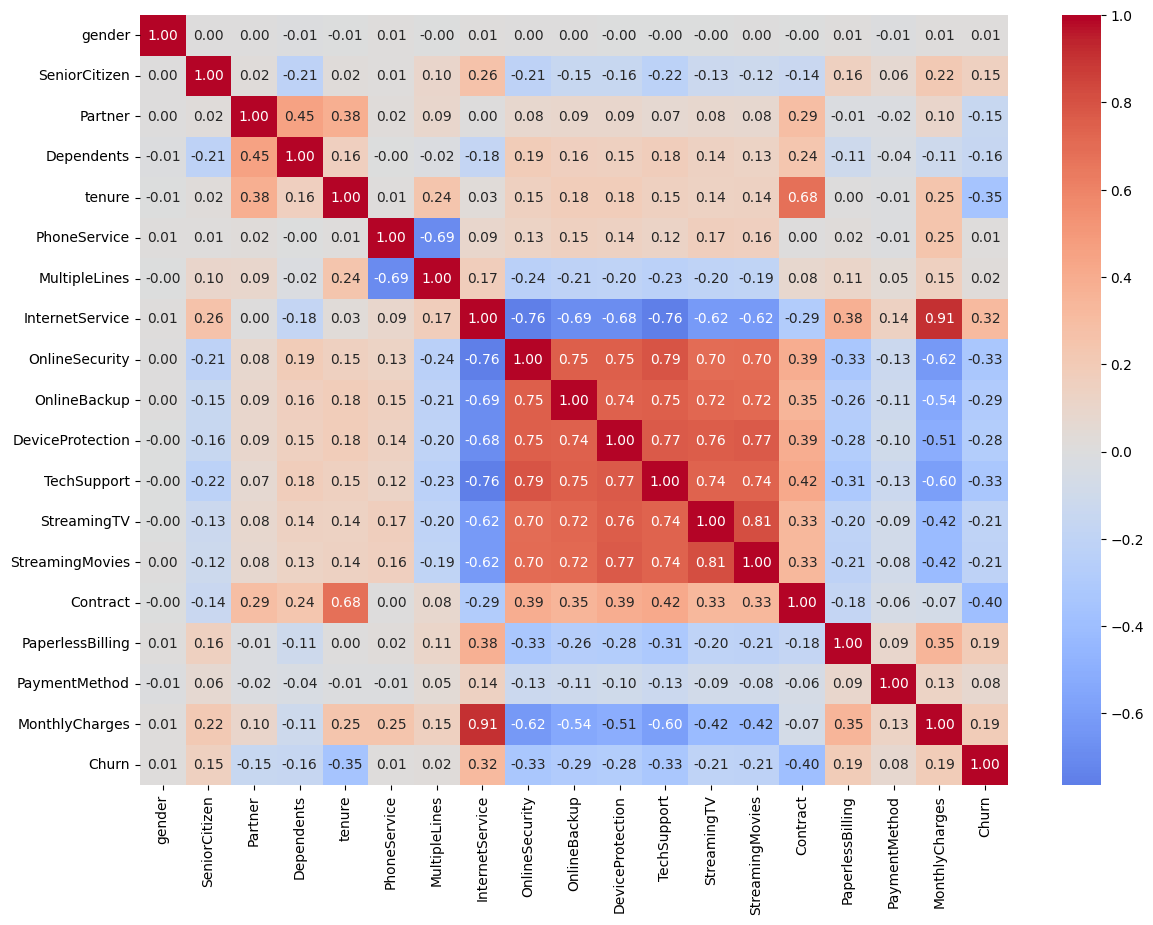 gender 1.00 0.00 0.00 -0.01 -0.01 0.01 -0.00 0.01 0.00 0.00 -0.00 -0.00 -0.00 0.00 -0.00 0.01 -0.01 0.01 0.01
SeniorCitizen 0.00 1.00 0.02 -0.21 0.02 0.01 0.10 0.26 -0.21 -0.15 -0.16 -0.22 -0.13 -0.12 -0.14 0.16 0.06 0.22 0.15
Partner 0.00 0.02 1.00 0.45 0.38 0.02 0.09 0.00 0.08 0.09 0.09 0.07 0.08 0.08 0.29 -0.01 -0.02 0.10 -0.15
Dependents -0.01 -0.21 0.45 1.00 0.16 -0.00 -0.02 -0.18 0.19 0.16 0.15 0.18 0.14 0.13 0.24 -0.11 -0.04 -0.11 -0.16
tenure -0.01 0.02 0.38 0.16 1.00 0.01 0.24 0.03 0.15 0.18 0.18 0.15 0.14 0.14 0.68 0.00 -0.01 0.25 -0.35
PhoneService 0.01 0.01 0.02 -0.00 0.01 1.00 -0.69 0.09 0.13 0.15 0.14 0.12 0.17 0.16 0.00 0.02 -0.01 0.25 0.01
MultipleLines -0.00 0.10 0.09 -0.02 0.24 -0.69 1.00 0.17 -0.24 -0.21 -0.20 -0.23 -0.20 -0.19 0.08 0.11 0.05 0.15 0.02
InternetService 0.01 0.26 0.00 -0.18 0.03 0.09 0.17 1.00 -0.76 -0.69 -0.68 -0.76 -0.62 -0.62 -0.29 0.38 0.14 0.91 0.32
OnlineSecurity 0.00 -0.21 0.08 0.19 0.15 0.13 -0.24 -0.76 1.00 0.75 0.75 0.79 0.70 0.70 0.39 -0.33 -0.13 -0.62 -0.33
OnlineBackup 0.00 -0.15 0.09 0.16 0.18 0.15 -0.21 -0.69 0.75 1.00 0.74 0.75 0.72 0.72 0.35 -0.26 -0.11 -0.54 -0.29
DeviceProtection -0.00 -0.16 0.09 0.15 0.18 0.14 -0.20 -0.68 0.75 0.74 1.00 0.77 0.76 0.77 0.39 -0.28 -0.10 -0.51 -0.28
TechSupport -0.00 -0.22 0.07 0.18 0.15 0.12 -0.23 -0.76 0.79 0.75 0.77 1.00 0.74 0.74 0.42 -0.31 -0.13 -0.60 -0.33
StreamingTV -0.00 -0.13 0.08 0.14 0.14 0.17 -0.20 -0.62 0.70 0.72 0.76 0.74 1.00 0.81 0.33 -0.20 -0.09 -0.42 -0.21
StreamingMovies 0.00 -0.12 0.08 0.13 0.14 0.16 -0.19 -0.62 0.70 0.72 0.77 0.74 0.81 1.00 0.33 -0.21 -0.08 -0.42 -0.21
Contract -0.00 -0.14 0.29 0.24 0.68 0.00 0.08 -0.29 0.39 0.35 0.39 0.42 0.33 0.33 1.00 -0.18 -0.06 -0.07 -0.40
PaperlessBilling 0.01 0.16 -0.01 -0.11 0.00 0.02 0.11 0.38 -0.33 -0.26 -0.28 -0.31 -0.20 -0.21 -0.18 1.00 0.09 0.35 0.19
PaymentMethod -0.01 0.06 -0.02 -0.04 -0.01 -0.01 0.05 0.14 -0.13 -0.11 -0.10 -0.13 -0.09 -0.08 -0.06 0.09 1.00 0.13 0.08
MonthlyCharges 0.01 0.22 0.10 -0.11 0.25 0.25 0.15 0.91 -0.62 -0.54 -0.51 -0.60 -0.42 -0.42 -0.07 0.35 0.13 1.00 0.19
Churn 0.01 0.15 -0.15 -0.16 -0.35 0.01 0.02 0.32 -0.33 -0.29 -0.28 -0.33 -0.21 -0.21 -0.40 0.19 0.08 0.19 1.00
gender
SeniorCitizen
Partner
Dependents
tenure
PhoneService
MultipleLines
InternetService
OnlineSecurity
OnlineBackup
DeviceProtection
TechSupport
StreamingTV
StreamingMovies
Contract
PaperlessBilling
PaymentMethod
MonthlyCharges
Churn
1.0
0.8
0.6
0.4
0.2
0.0
−0.2
−0.4
−0.6